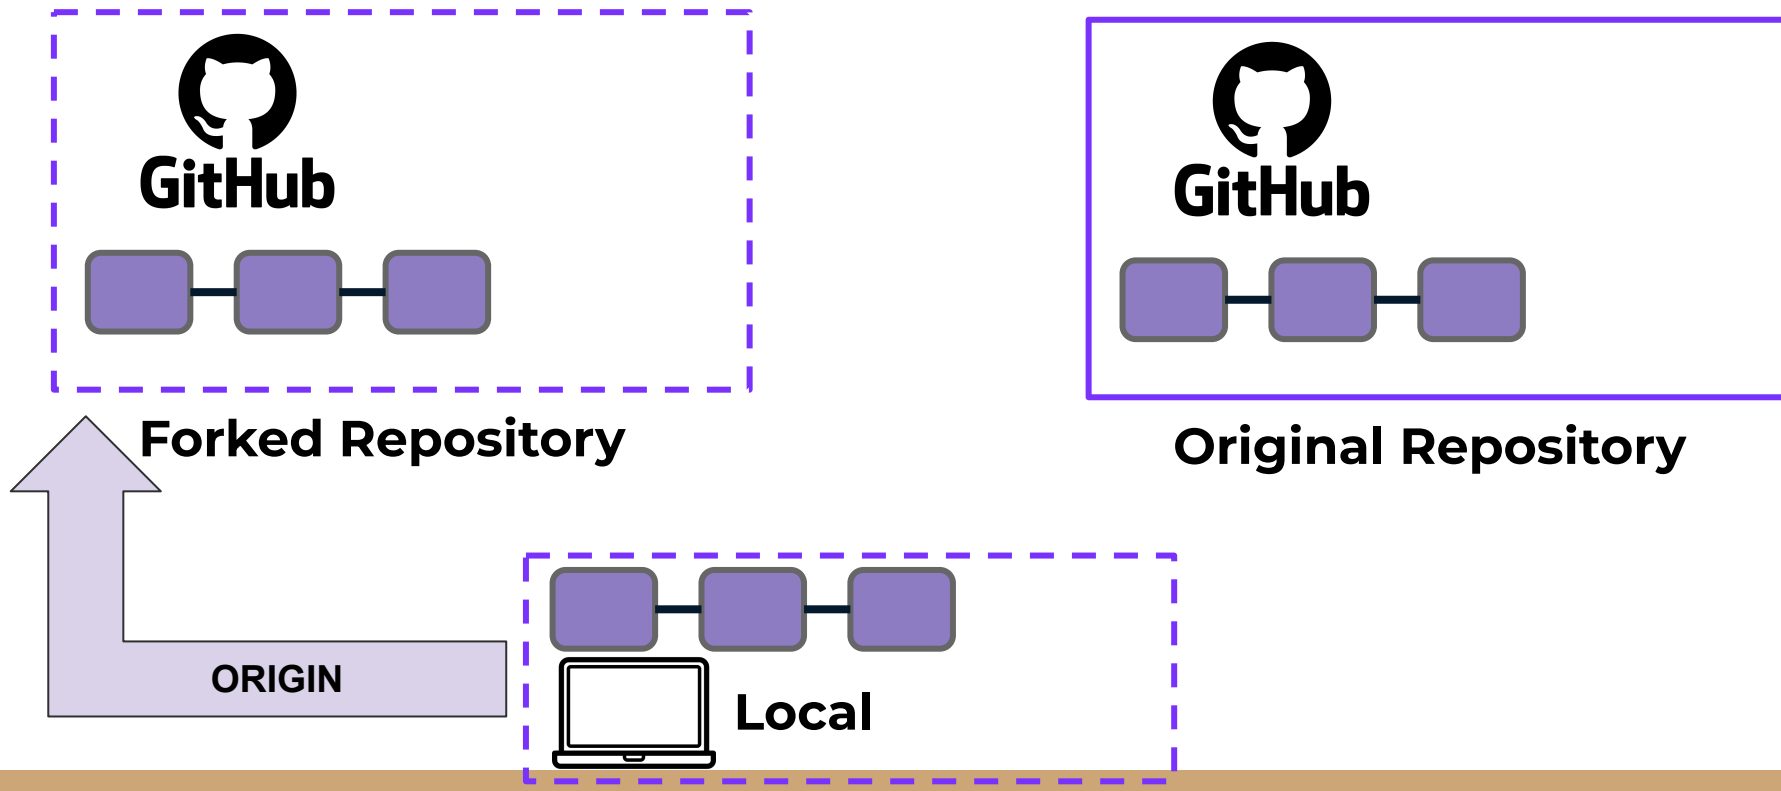 GitHub
GitHub
Forked Repository
Original Repository
ORIGIN
Local